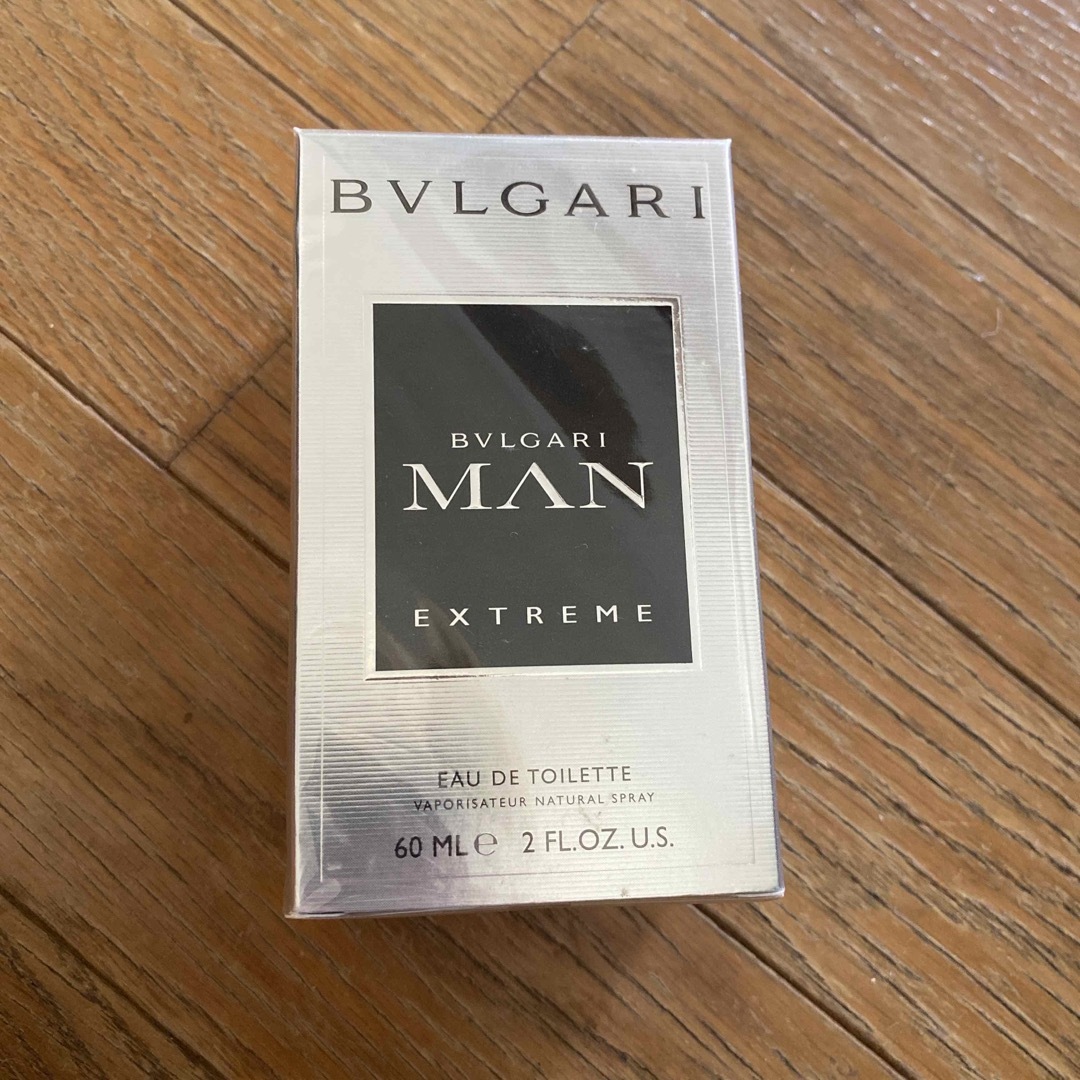 BVLGARI
BVLGARI
MAN
EXTREME
EAU DE TOILETTE
VAPORISATEUR NATURAL SPRAY
60 ML℮ 2 FL.OZ. U.S.